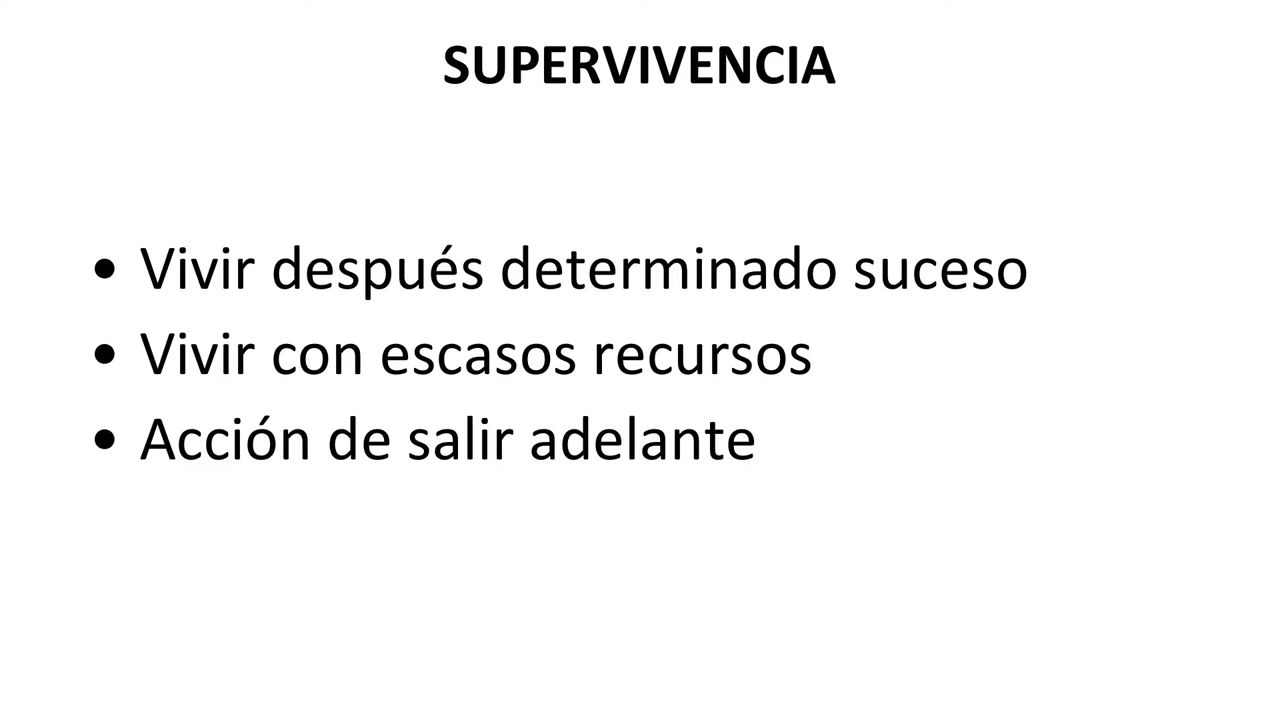 SUPERVIVENCIA
• Vivir después determinado suceso
• Vivir con escasos recursos
• Acción de salir adelante